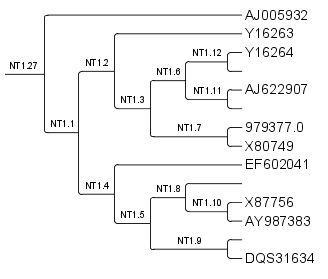 AJ005932
Y16263
NT1.12
Y16264
NT1.27
NT1.2
NT1.6
NT1.11
AJ622907
NT1.3
NT1.1
NT1.7
979377.0
X80749
EF602041
NT1.4
NT1.8
X87756
NT1.10
NT1.5
AY987383
NT1.9
DQS31634